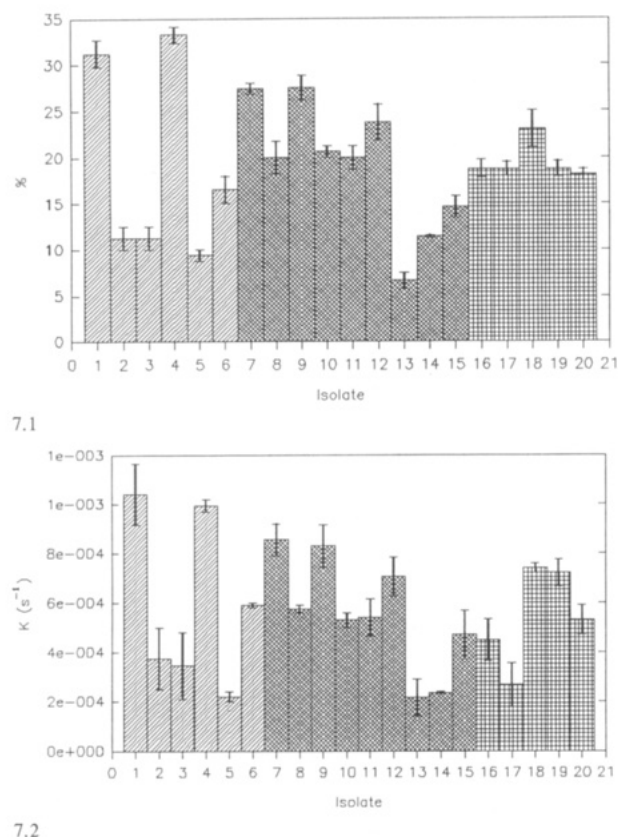 35
30
25
20
15
10
5
0
%
0 1 2 3 4 5 6 7 8 9 10 11 12 13 14 15 16 17 18 19 20 21
Isolate
7.1
1e-003
1e-003
8e-004
6e-004
4e-004
2e-004
0e+000
K (s⁻¹)
0 1 2 3 4 5 6 7 8 9 10 11 12 13 14 15 16 17 18 19 20 21
Isolate
7.2